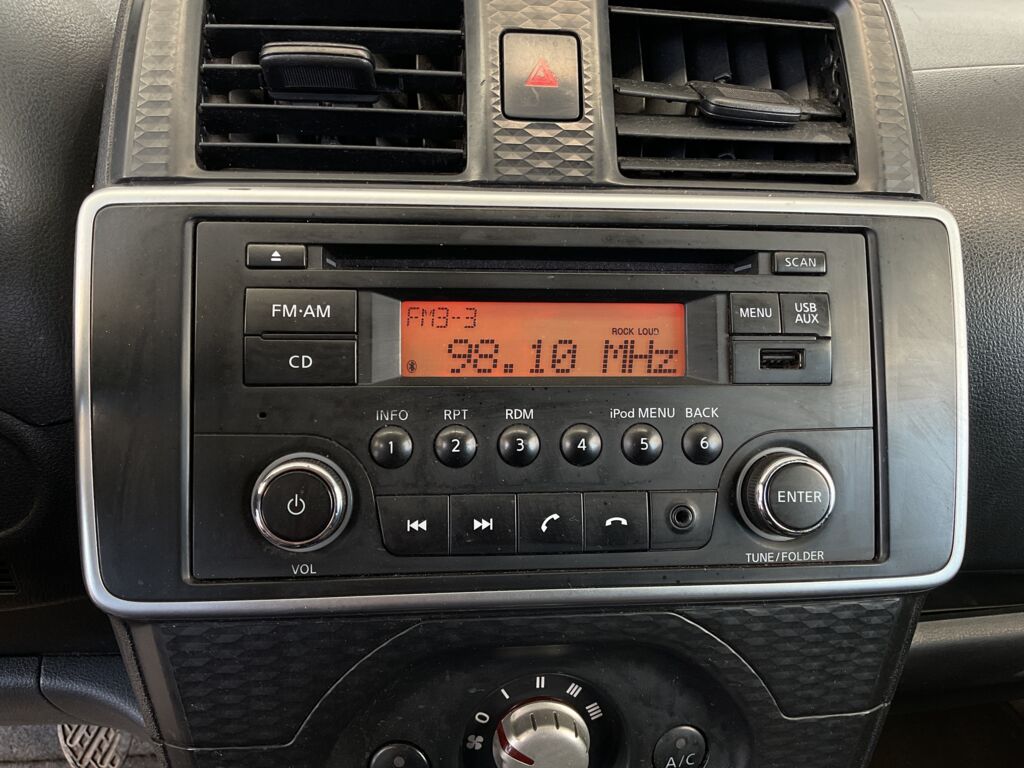 SCAN
FM·AM
MENU
USB
AUX
FM3-3
ROCK LOUD
98.10 MHz
CD
INFO RPT RDM iPod MENU BACK
1 2 3 4 5 6
ENTER
VOL
TUNE/FOLDER
0
A/C